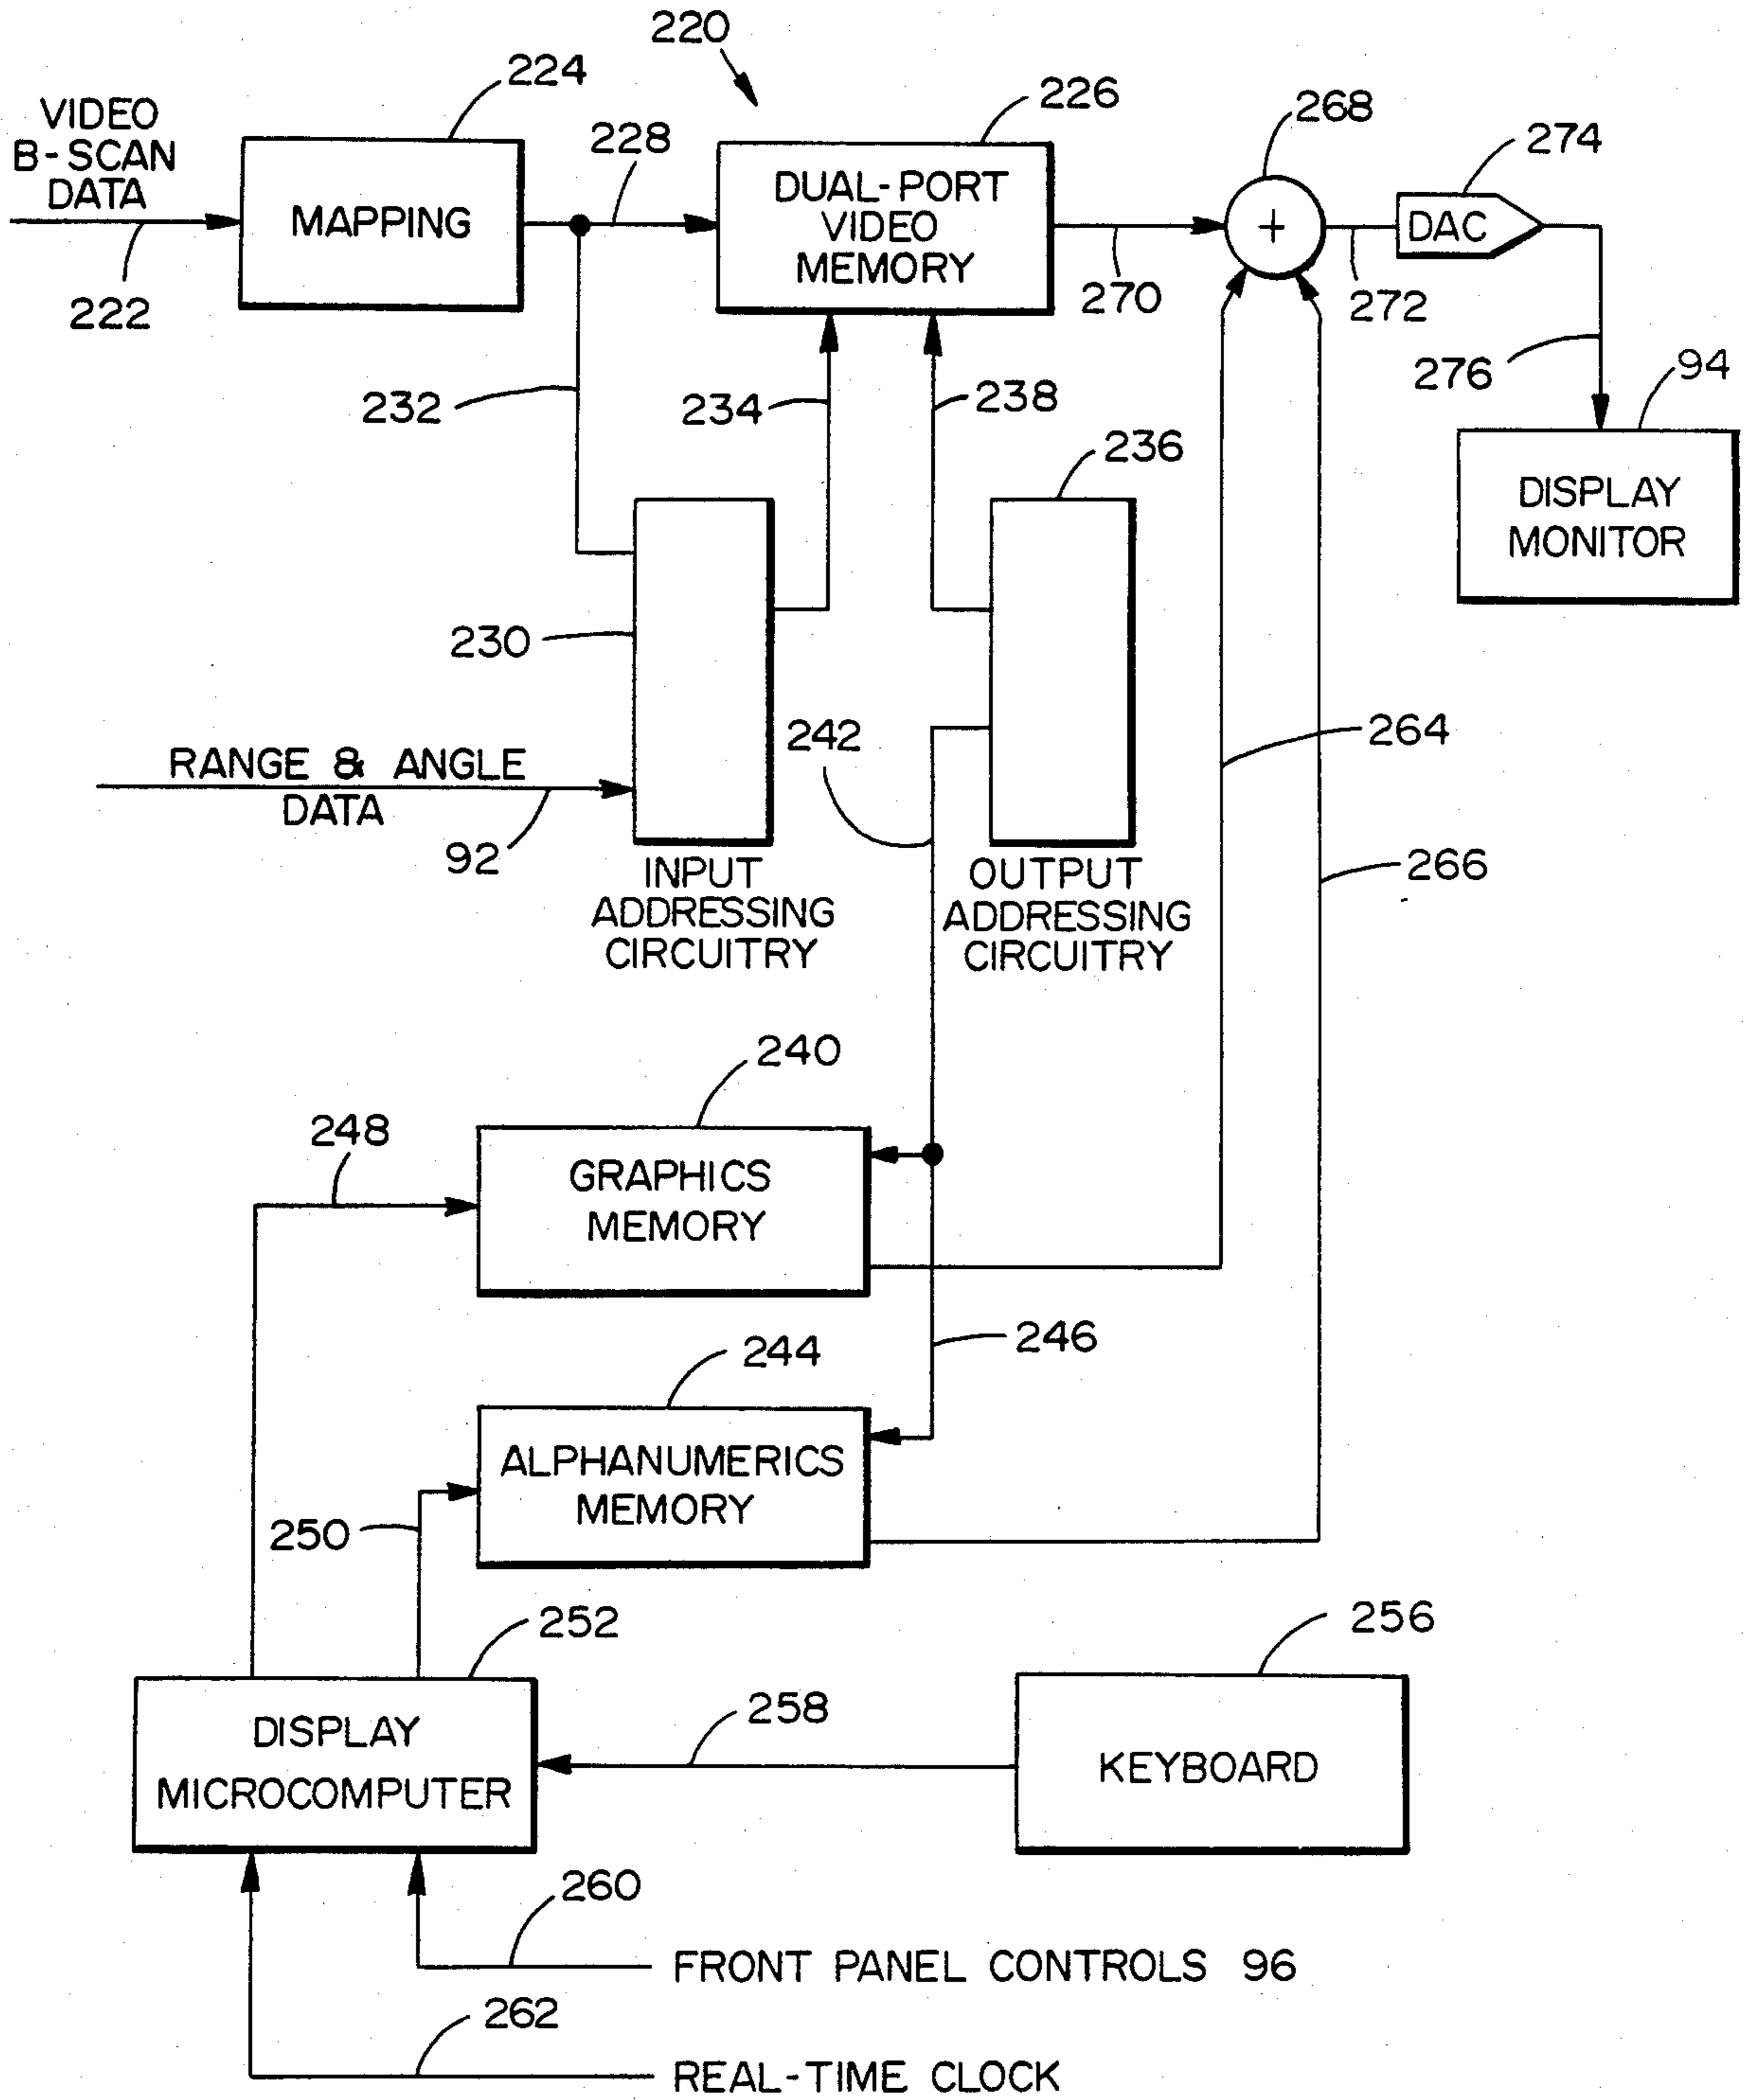 220
224
226
268
274
VIDEO
B-SCAN
DATA
228
MAPPING
DUAL-PORT
VIDEO
MEMORY
+
DAC
222
270
272
276
94
232
234
238
236
DISPLAY
MONITOR
230
242
264
RANGE & ANGLE
DATA
92
266
INPUT
ADDRESSING
CIRCUITRY
OUTPUT
ADDRESSING
CIRCUITRY
240
248
GRAPHICS
MEMORY
246
244
ALPHANUMERICS
MEMORY
250
252
256
258
DISPLAY
MICROCOMPUTER
KEYBOARD
260
FRONT PANEL CONTROLS 96
262
REAL-TIME CLOCK